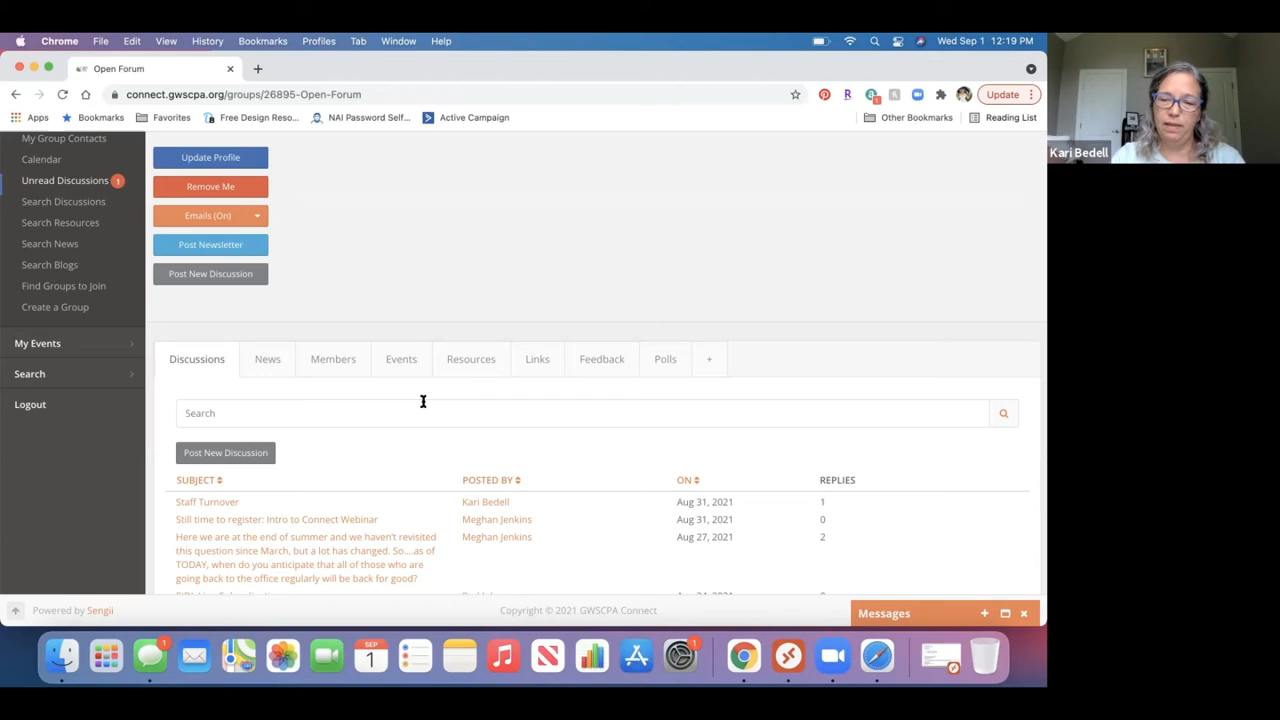 Chrome File Edit View History Bookmarks Profiles Tab Window Help Wed Sep 1 12:19 PM
Open Forum
connect.gwscpa.org/groups/26895-Open-Forum Update
Apps Bookmarks Favorites Free Design Reso... NAI Password Self... Active Campaign Other Bookmarks Reading List
Kari Bedell
My Group Contacts
Calendar
Unread Discussions 1
Search Discussions
Search Resources
Search News
Search Blogs
Find Groups to Join
Create a Group
My Events
Search
Logout
Update Profile
Remove Me
Emails (On)
Post Newsletter
Post New Discussion
Discussions News Members Events Resources Links Feedback Polls +
Search
Post New Discussion
SUBJECT POSTED BY ON REPLIES
Staff Turnover Kari Bedell Aug 31, 2021 1
Still time to register: Intro to Connect Webinar Meghan Jenkins Aug 31, 2021 0
Here we are at the end of summer and we haven't revisited Meghan Jenkins Aug 27, 2021 2
this question since March, but a lot has changed. So....as of
TODAY, when do you anticipate that all of those who are
going back to the office regularly will be back for good?
Powered by Sengii Copyright © 2021 GWSCPA Connect Messages
SEP
1
1
1